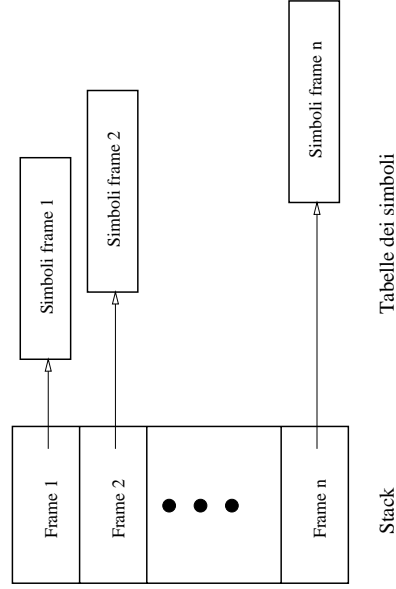 Frame 1
Simboli frame 1
Frame 2
Simboli frame 2
Frame n
Simboli frame n
Stack
Tabelle dei simboli